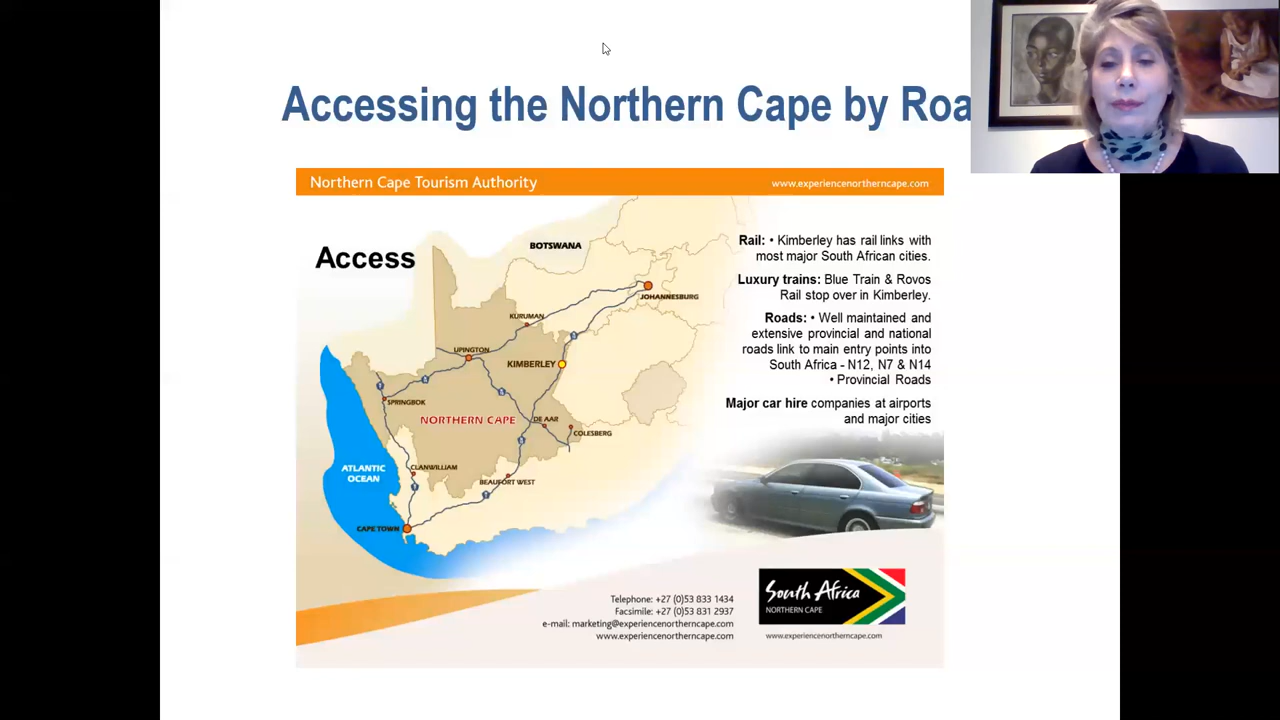 Accessing the Northern Cape by Roa
Northern Cape Tourism Authority
www.experiencenortherncape.com
Access
BOTSWANA
JOHANNESBURG
KURUMAN
UPINGTON
KIMBERLEY
SPRINGBOK
NORTHERN CAPE
DE AAR
COLESBERG
CLANWILLIAM
ATLANTIC
OCEAN
BEAUFORT WEST
CAPE TOWN
Rail: • Kimberley has rail links with
most major South African cities.
Luxury trains: Blue Train & Rovos
Rail stop over in Kimberley.
Roads: • Well maintained and
extensive provincial and national
roads link to main entry points into
South Africa - N12, N7 & N14
• Provincial Roads
Major car hire companies at airports
and major cities
Telephone: +27 (0)53 833 1434
Facsimile: +27 (0)53 831 2937
e-mail: marketing@experiencenortherncape.com
www.experiencenortherncape.com
South Africa
NORTHERN CAPE
www.experiencenortherncape.com